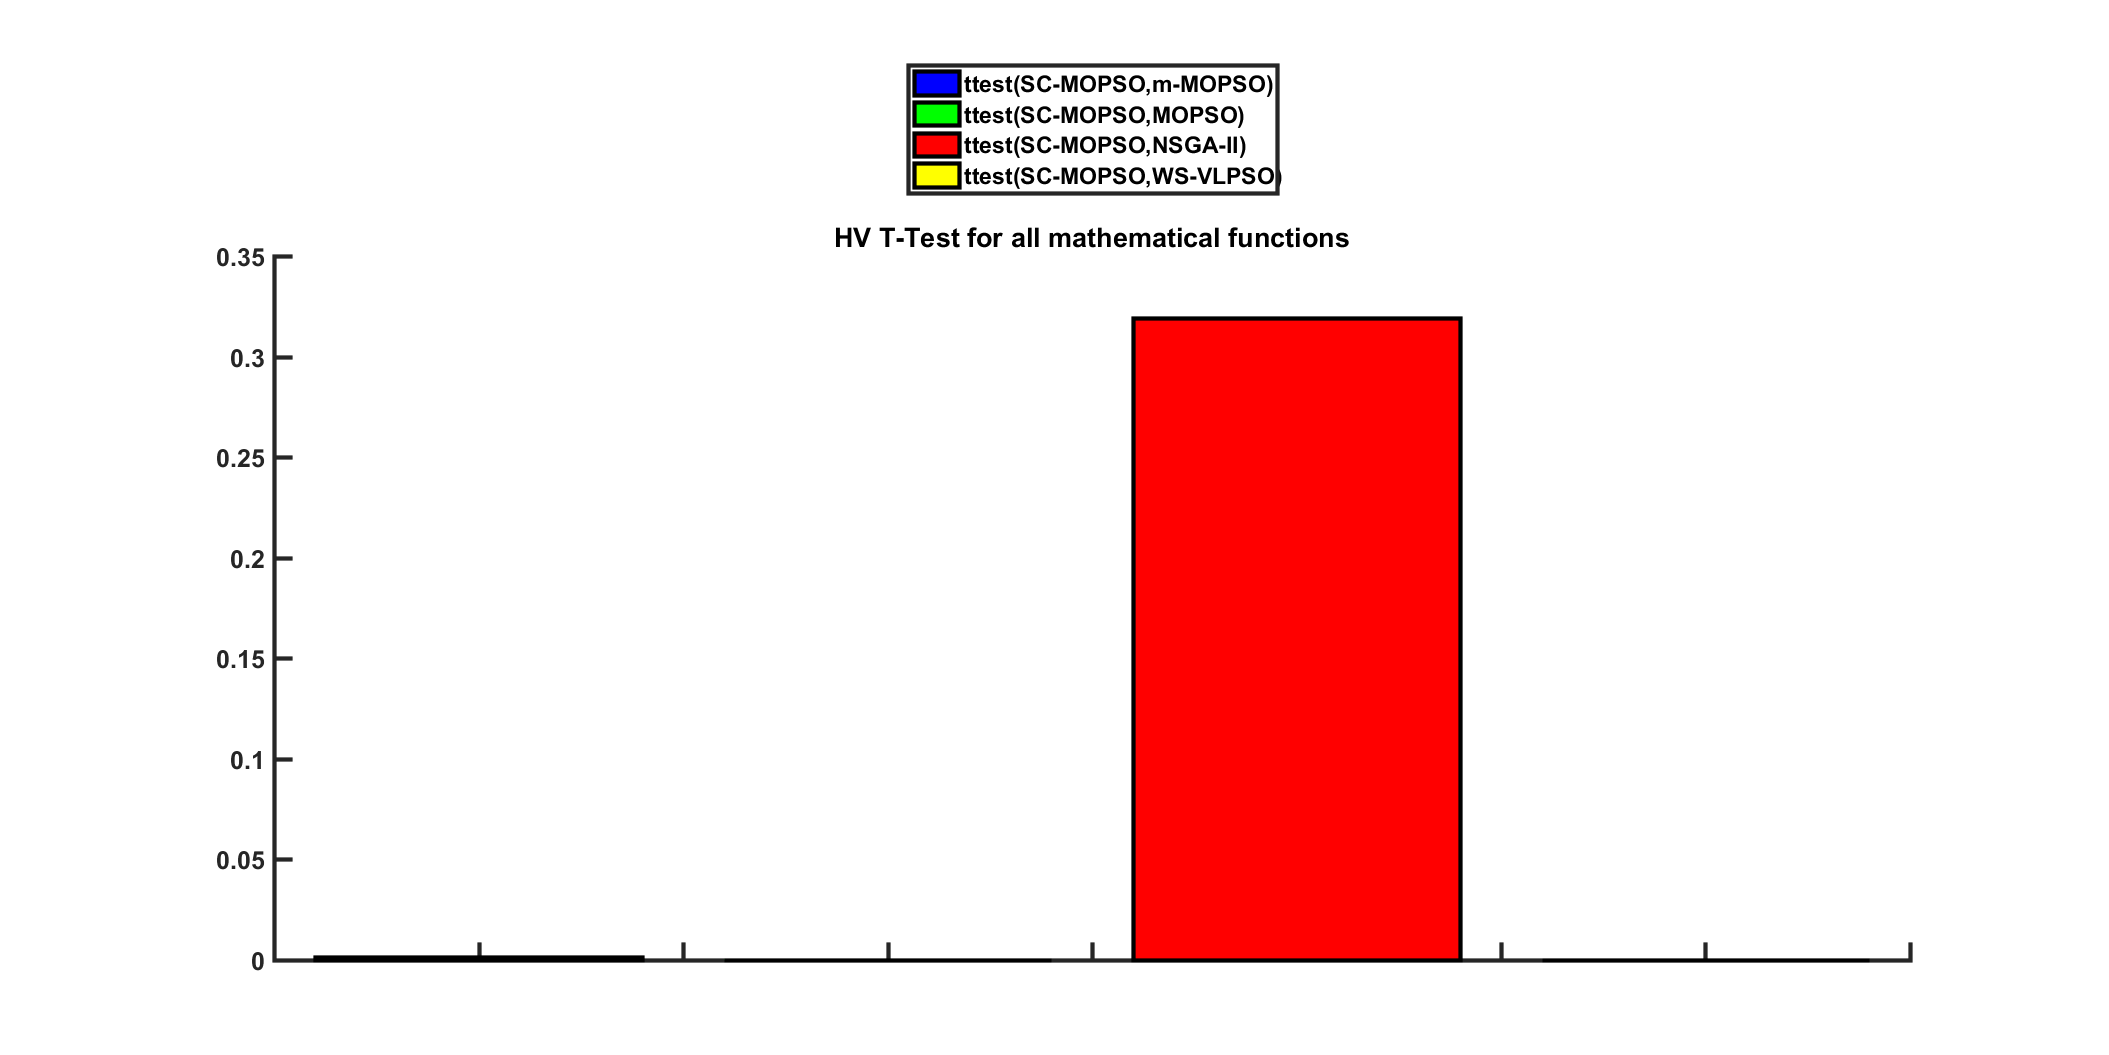 ttest(SC-MOPSO,m-MOPSO)
ttest(SC-MOPSO,MOPSO)
ttest(SC-MOPSO,NSGA-II)
ttest(SC-MOPSO,WS-VLPSO)
HV T-Test for all mathematical functions
0.35
0.3
0.25
0.2
0.15
0.1
0.05
0